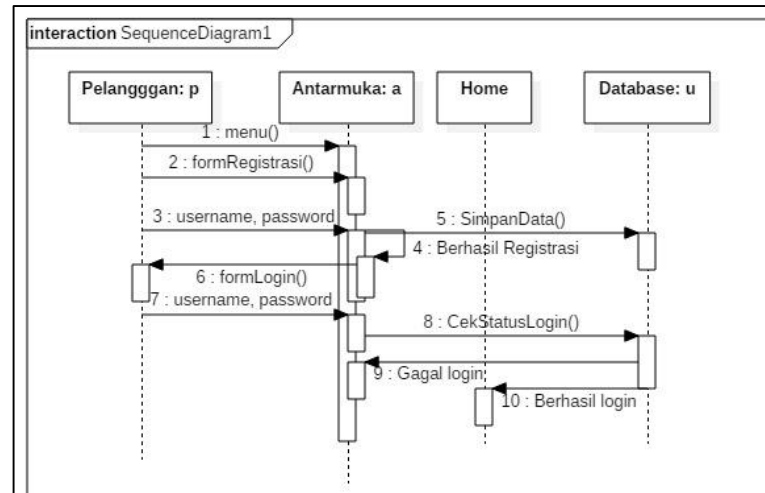 interaction SequenceDiagram1
Pelangggan: p
Antarmuka: a
Home
Database: u
1 : menu()
2 : formRegistrasi()
3 : username, password
5 : SimpanData()
4 : Berhasil Registrasi
6 : formLogin()
7 : username, password
8 : CekStatusLogin()
9 : Gagal login
10 : Berhasil login